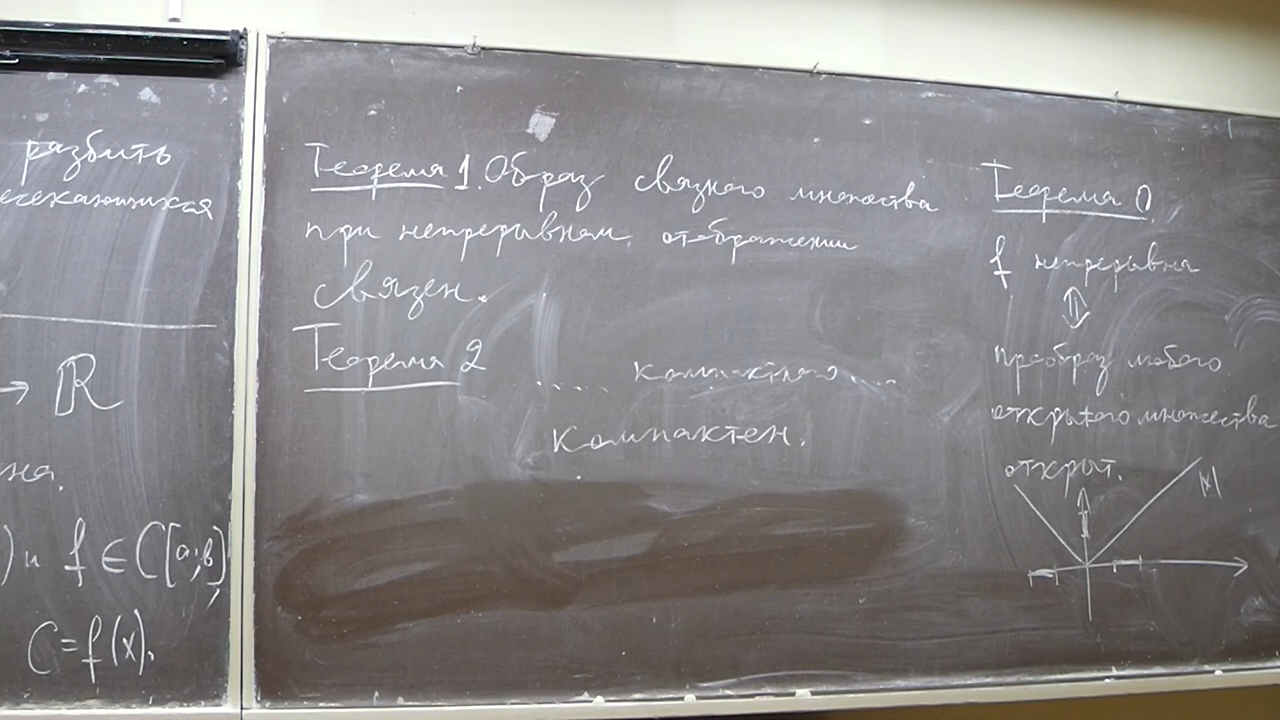 разбить
→ ℝ
на.
) и f ∈ C[a;b]
C=f(x).
Теорема 1. Образ связного множества
при непрерывном отображении
связен.
Теорема 2
..... компактного ....
компактен.
Теорема 0.
f непрерывна
⇕
прообраз любого
открытого множества
открыт.
|x|